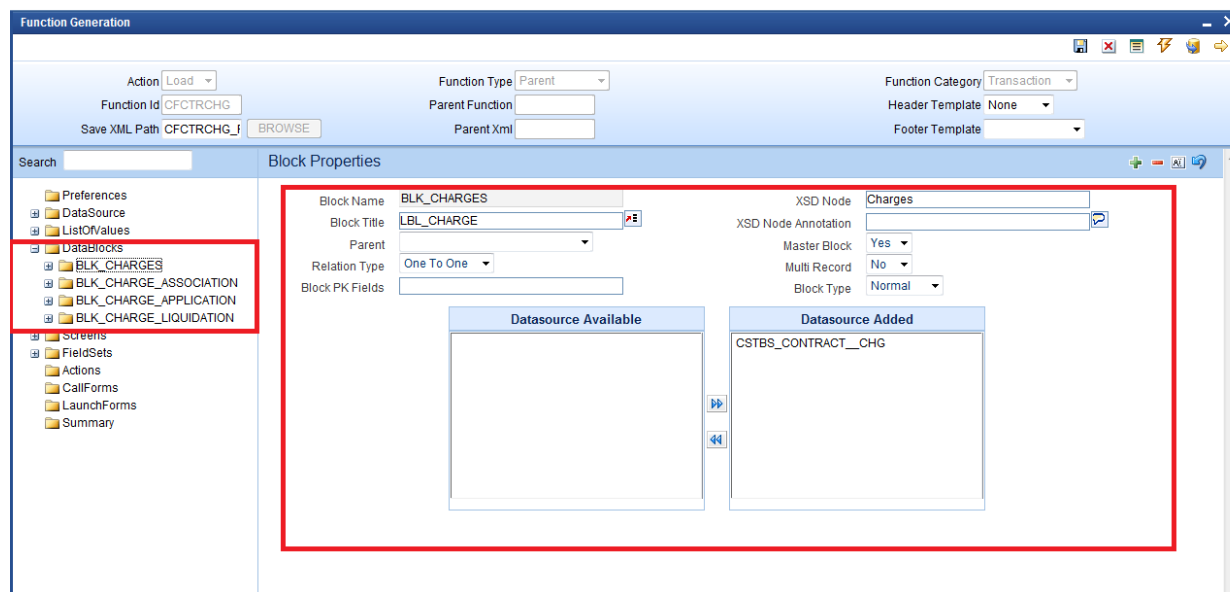 Function Generation
Action Load
Function Type Parent
Function Category Transaction
Function Id CFCTRCHG
Parent Function
Header Template None
Save XML Path CFCTRCHG_ BROWSE
Parent Xml
Footer Template
Search
Block Properties
Preferences
DataSource
ListOfValues
DataBlocks
BLK_CHARGES
BLK_CHARGE_ASSOCIATION
BLK_CHARGE_APPLICATION
BLK_CHARGE_LIQUIDATION
Screens
FieldSets
Actions
CallForms
LaunchForms
Summary
Block Name BLK_CHARGES
XSD Node Charges
Block Title LBL_CHARGE
XSD Node Annotation
Parent
Master Block Yes
Relation Type One To One
Multi Record No
Block PK Fields
Block Type Normal
Datasource Available
Datasource Added
CSTBS_CONTRACT__CHG